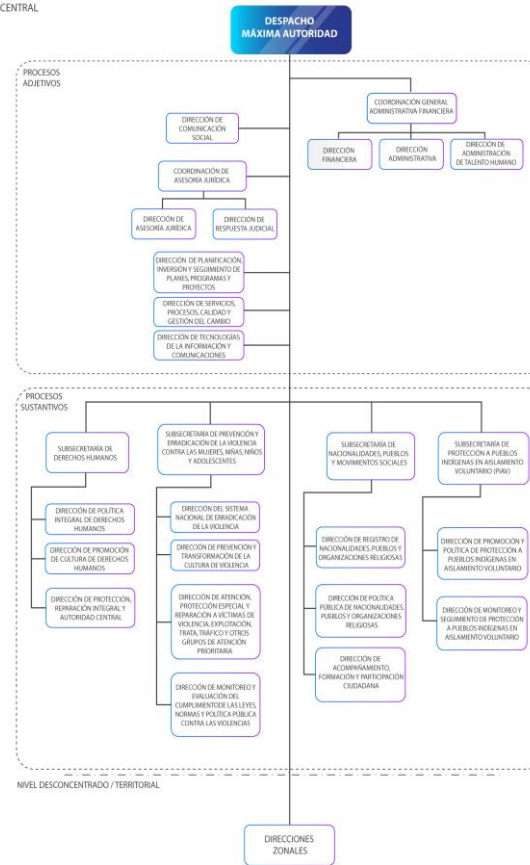 CENTRAL
DESPACHO
MÁXIMA AUTORIDAD
PROCESOS
ADJETIVOS
COORDINACIÓN GENERAL
ADMINISTRATIVA FINANCIERA
DIRECCIÓN DE
COMUNICACIÓN
SOCIAL
DIRECCIÓN
FINANCIERA
DIRECCIÓN
ADMINISTRATIVA
DIRECCIÓN DE
ADMINISTRACIÓN
DE TALENTO HUMANO
COORDINACIÓN DE
ASESORÍA JURÍDICA
DIRECCIÓN DE
ASESORÍA JURÍDICA
DIRECCIÓN DE
RESPUESTA JUDICIAL
DIRECCIÓN DE PLANIFICACIÓN,
INVERSIÓN Y SEGUIMIENTO DE
PLANES, PROGRAMAS Y
PROYECTOS
DIRECCIÓN DE SERVICIOS,
PROCESOS, CALIDAD Y
GESTIÓN DEL CAMBIO
DIRECCIÓN DE TECNOLOGÍAS
DE LA INFORMACIÓN Y
COMUNICACIONES
PROCESOS
SUSTANTIVOS
SUBSECRETARÍA DE
DERECHOS HUMANOS
DIRECCIÓN DE POLÍTICA
INTEGRAL DE DERECHOS
HUMANOS
DIRECCIÓN DE PROMOCIÓN
DE CULTURA DE DERECHOS
HUMANOS
DIRECCIÓN DE PROTECCIÓN,
REPARACIÓN INTEGRAL Y
AUTORIDAD CENTRAL
SUBSECRETARÍA DE PREVENCIÓN Y
ERRADICACIÓN DE LA VIOLENCIA
CONTRA LAS MUJERES, NIÑAS, NIÑOS
Y ADOLESCENTES
DIRECCIÓN DEL SISTEMA
NACIONAL DE ERRADICACIÓN
DE LA VIOLENCIA
DIRECCIÓN DE PREVENCIÓN Y
TRANSFORMACIÓN DE LA
CULTURA DE VIOLENCIA
DIRECCIÓN DE ATENCIÓN,
PROTECCIÓN ESPECIAL Y
REPARACIÓN A VÍCTIMAS DE
VIOLENCIA, EXPLOTACIÓN,
TRATA, TRÁFICO Y OTROS
GRUPOS DE ATENCIÓN
PRIORITARIA
DIRECCIÓN DE MONITOREO Y
EVALUACIÓN DEL
CUMPLIMIENTODE LAS LEYES,
NORMAS Y POLÍTICA PÚBLICA
CONTRA LAS VIOLENCIAS
SUBSECRETARÍA DE
NACIONALIDADES, PUEBLOS
Y MOVIMIENTOS SOCIALES
DIRECCIÓN DE REGISTRO DE
NACIONALIDADES, PUEBLOS Y
ORGANIZACIONES RELIGIOSAS
DIRECCIÓN DE POLÍTICA
PÚBLICA DE NACIONALIDADES,
PUEBLOS Y ORGANIZACIONES
RELIGIOSAS
DIRECCIÓN DE
ACOMPAÑAMIENTO,
FORMACIÓN Y PARTICIPACIÓN
CIUDADANA
SUBSECRETARÍA DE
PROTECCIÓN A PUEBLOS
INDÍGENAS EN AISLAMIENTO
VOLUNTARIO (PIAV)
DIRECCIÓN DE PROMOCIÓN Y
POLÍTICA DE PROTECCIÓN A
PUEBLOS INDÍGENAS EN
AISLAMIENTO VOLUNTARIO
DIRECCIÓN DE MONITOREO Y
SEGUIMIENTO DE PROTECCIÓN
A PUEBLOS INDÍGENAS EN
AISLAMIENTO VOLUNTARIO
NIVEL DESCONCENTRADO / TERRITORIAL
DIRECCIONES
ZONALES